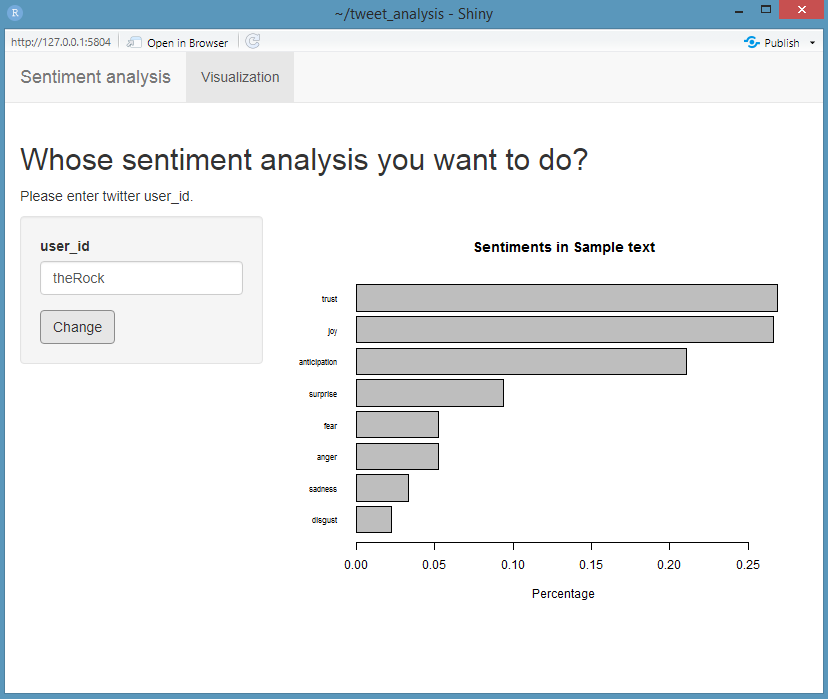 R
~/tweet_analysis - Shiny
http://127.0.0.1:5804 Open in Browser Publish
Sentiment analysis Visualization
Whose sentiment analysis you want to do?
Please enter twitter user_id.
user_id
theRock
Change
Sentiments in Sample text
trust
joy
anticipation
surprise
fear
anger
sadness
disgust
0.00 0.05 0.10 0.15 0.20 0.25
Percentage